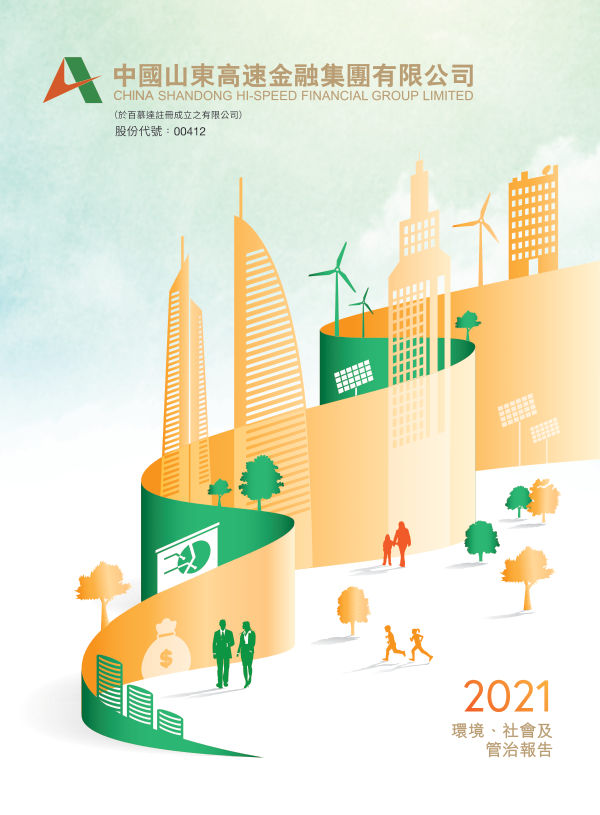 中國山東高速金融集團有限公司
CHINA SHANDONG HI-SPEED FINANCIAL GROUP LIMITED
(於百慕達註冊成立之有限公司)
股份代號：00412
$
2021
環境、社會及
管治報告